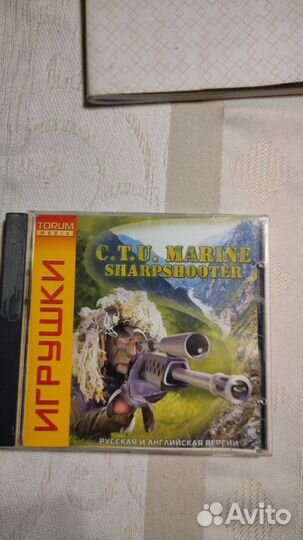 TORUM
MEDIA
ИГРУШКИ
C.T.U. MARINE
SHARPSHOOTER
РУССКАЯ И АНГЛИЙСКАЯ ВЕРСИИ
Avito